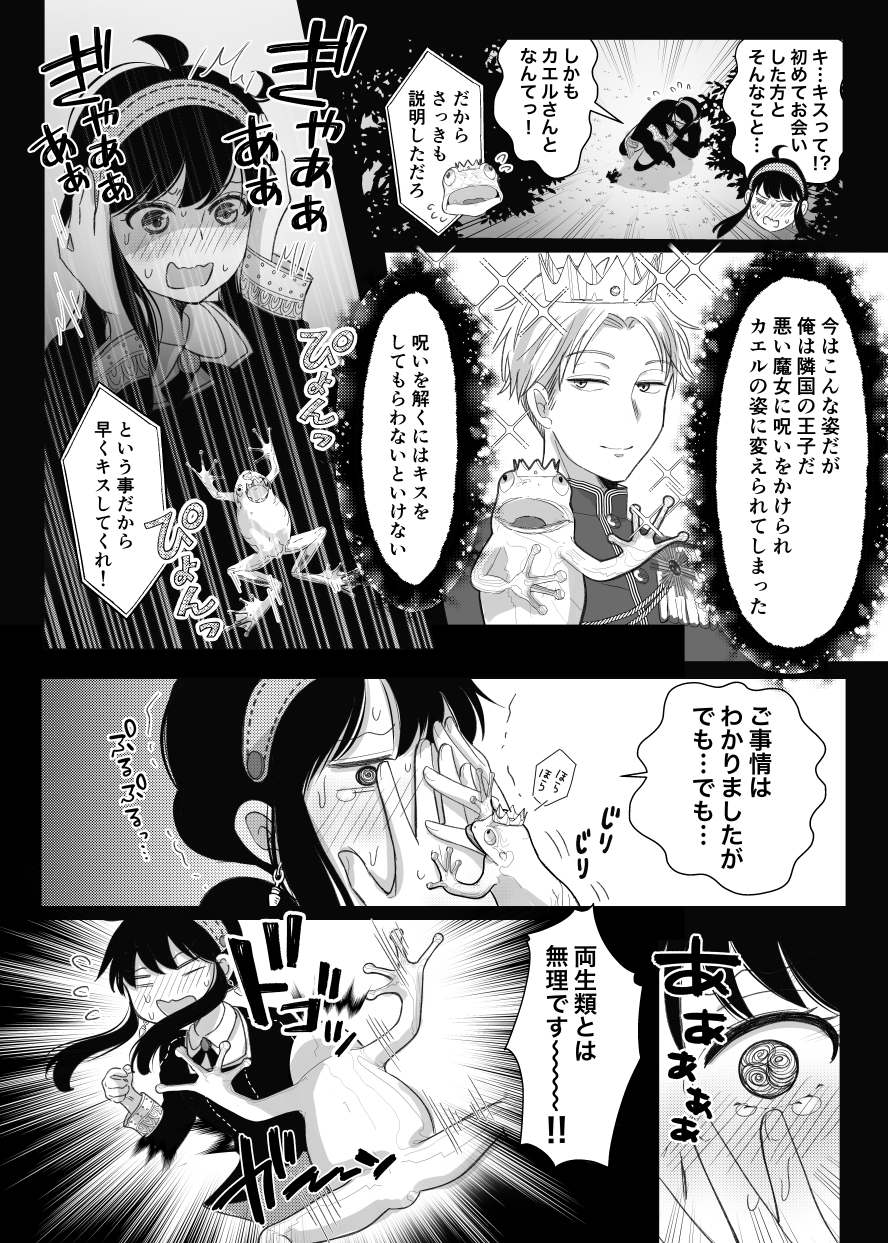 キ…キスって!?
初めてお会い
した方と
そんなこと…
しかも
カエルさんと
なんてっ！
だから
さっきも
説明しただろ
今はこんな姿だが
俺は隣国の王子だ
悪い魔女に呪いをかけられ
カエルの姿に変えられてしまった
呪いを解くにはキスを
してもらわないといけない
ぎゃああぁ
ぎゃああぁ
ぴょんっ
ぴょんっ
という事だから
早くキスしてくれ！
ご事情は
わかりましたが
でも…でも…
ほら
ほら
じり
じり
ぷるぷるっ…
ああぁぁぁ
両生類とは
無理です〜〜〜!!
ドゴッ
ガーン